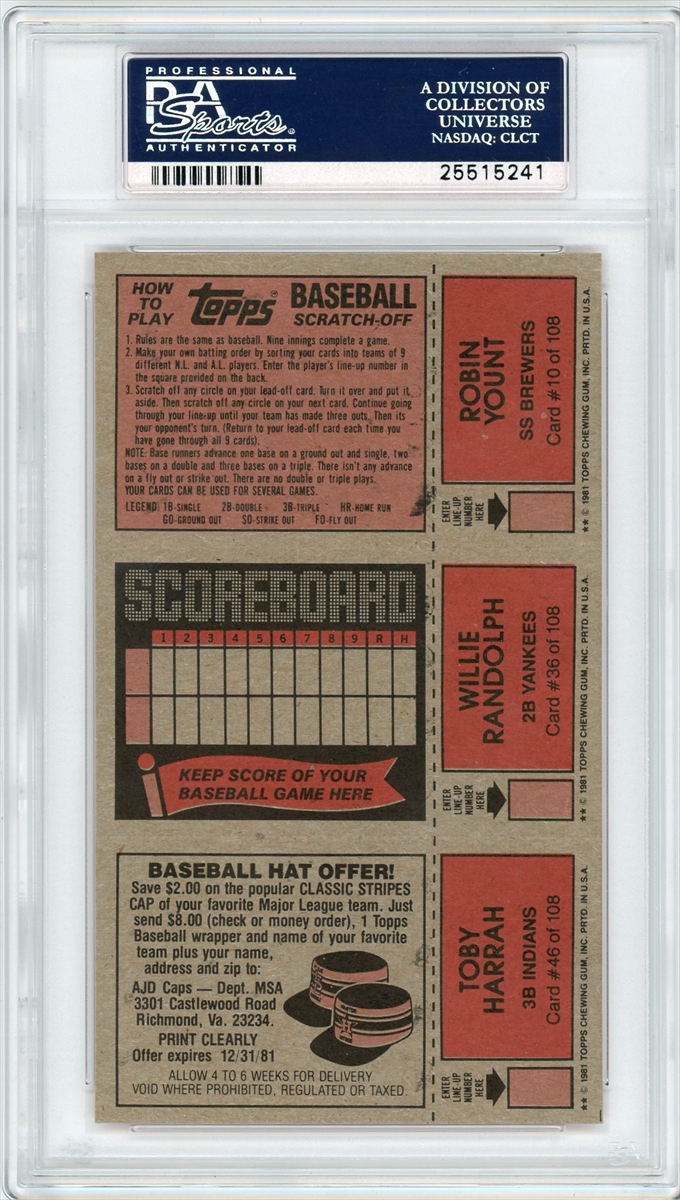 PROFESSIONAL
PSA
Sports®
AUTHENTICATOR
A DIVISION OF
COLLECTORS
UNIVERSE
NASDAQ: CLCT
25515241
HOW
TO
PLAY
Topps® BASEBALL
SCRATCH-OFF
1. Rules are the same as baseball. Nine innings complete a game.
2. Make your own batting order by sorting your cards into teams of 9
different N.L. and A.L. players. Enter the player's line-up number in
the square provided on the back.
3. Scratch off any circle on your lead-off card. Turn it over and put it
aside. Then scratch off any circle on your next card. Continue going
through your line-up until your team has made three outs. Then its
your opponent's turn. (Return to your lead-off card each time you
have gone through all 9 cards).
NOTE: Base runners advance one base on a ground out and single, two
bases on a double and three bases on a triple. There isn't any advance
on a fly out or strike out. There are no double or triple plays.
YOUR CARDS CAN BE USED FOR SEVERAL GAMES.
LEGEND 1B-SINGLE 2B-DOUBLE 3B-TRIPLE HR-HOME RUN
GO-GROUND OUT SO-STRIKE OUT FO-FLY OUT
ROBIN
YOUNT
SS BREWERS
Card #10 of 108
ENTER
LINE-UP
NUMBER
HERE
** © 1981 TOPPS CHEWING GUM, INC. PRTD. IN U.S.A.
SCOREBOARD
1 2 3 4 5 6 7 8 9 R H
KEEP SCORE OF YOUR
BASEBALL GAME HERE
WILLIE
RANDOLPH
2B YANKEES
Card #36 of 108
ENTER
LINE-UP
NUMBER
HERE
** © 1981 TOPPS CHEWING GUM, INC. PRTD. IN U.S.A.
BASEBALL HAT OFFER!
Save $2.00 on the popular CLASSIC STRIPES
CAP of your favorite Major League team. Just
send $8.00 (check or money order), 1 Topps
Baseball wrapper and name of your favorite
team plus your name,
address and zip to:
AJD Caps — Dept. MSA
3301 Castlewood Road
Richmond, Va. 23234.
PRINT CLEARLY
Offer expires 12/31/81
ALLOW 4 TO 6 WEEKS FOR DELIVERY
VOID WHERE PROHIBITED, REGULATED OR TAXED.
TOBY
HARRAH
3B INDIANS
Card #46 of 108
ENTER
LINE-UP
NUMBER
HERE
** © 1981 TOPPS CHEWING GUM, INC. PRTD. IN U.S.A.